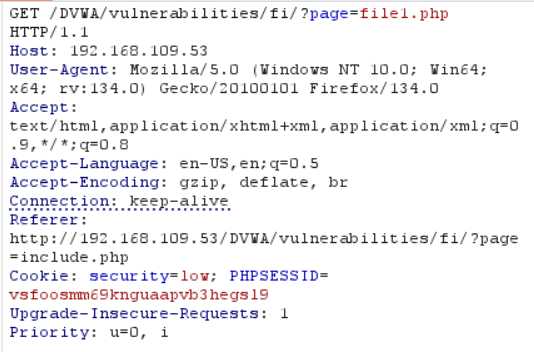 GET /DVWA/vulnerabilities/fi/?page=file1.php
HTTP/1.1
Host: 192.168.109.53
User-Agent: Mozilla/5.0 (Windows NT 10.0; Win64;
x64; rv:134.0) Gecko/20100101 Firefox/134.0
Accept:
text/html,application/xhtml+xml,application/xml;q=0
.9,*/*;q=0.8
Accept-Language: en-US,en;q=0.5
Accept-Encoding: gzip, deflate, br
Connection: keep-alive
Referer:
http://192.168.109.53/DVWA/vulnerabilities/fi/?page
=include.php
Cookie: security=low; PHPSESSID=
vsfoosmm69knguaapvb3hegsl9
Upgrade-Insecure-Requests: 1
Priority: u=0, i